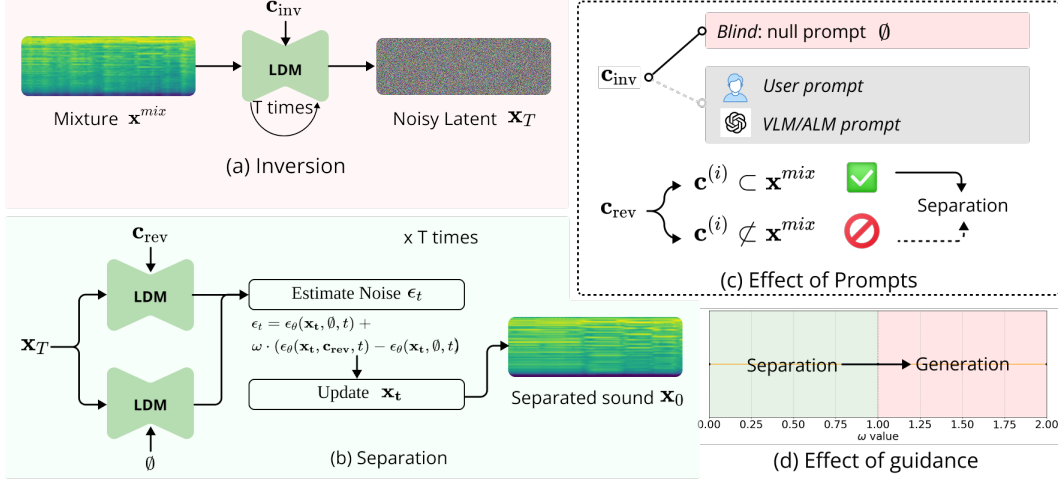 c_inv
LDM
T times
Mixture x^{mix}
Noisy Latent x_T
(a) Inversion
c_rev
x T times
LDM
x_T
LDM
∅
Estimate Noise ϵ_t
ϵ_t = ϵ_θ(x_t, ∅, t) +
ω · (ϵ_θ(x_t, c_rev, t) − ϵ_θ(x_t, ∅, t)
Update x_t
Separated sound x_0
(b) Separation
c_inv
Blind: null prompt ∅
User prompt
VLM/ALM prompt
c_rev
c^{(i)} ⊂ x^{mix}
c^{(i)} ⊄ x^{mix}
Separation
(c) Effect of Prompts
Separation
Generation
0.00 0.25 0.50 0.75 1.00 1.25 1.50 1.75 2.00
ω value
(d) Effect of guidance